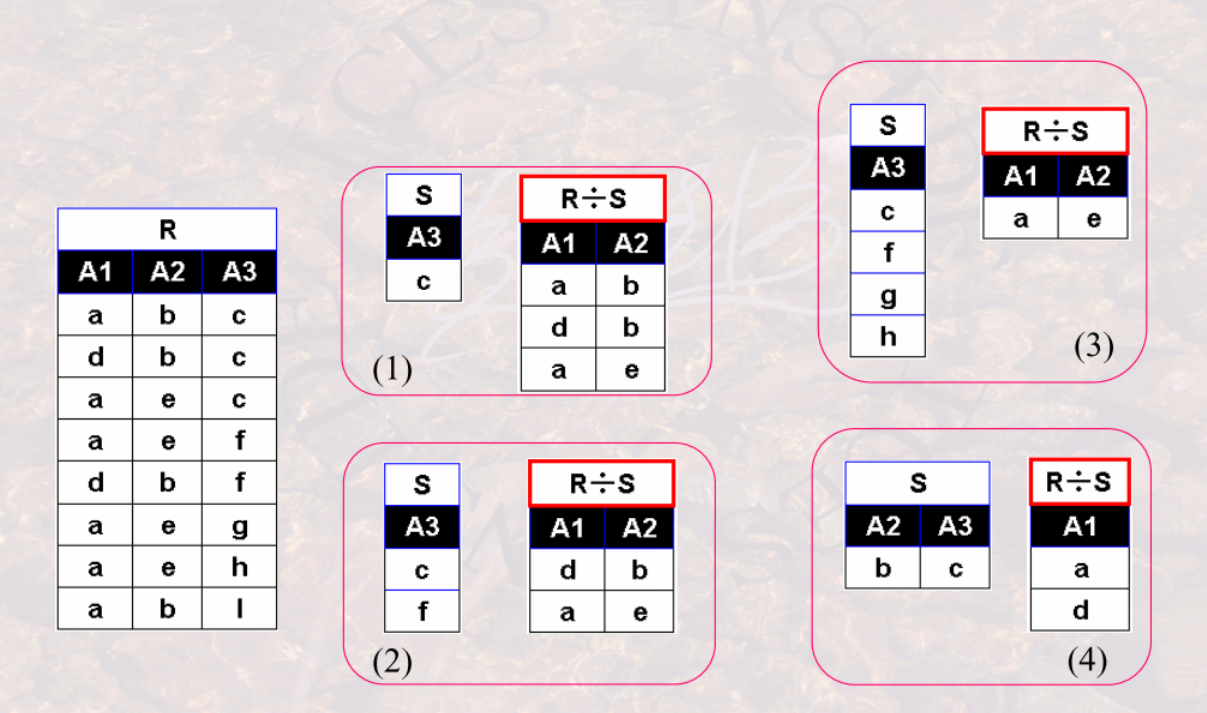 R
A1 A2 A3
a b c
d b c
a e c
a e f
d b f
a e g
a e h
a b l
S
A3
c
R÷S
A1 A2
a b
d b
a e
(1)
S
A3
c
f
R÷S
A1 A2
d b
a e
(2)
S
A3
c
f
g
h
R÷S
A1 A2
a e
(3)
S
A2 A3
b c
R÷S
A1
a
d
(4)